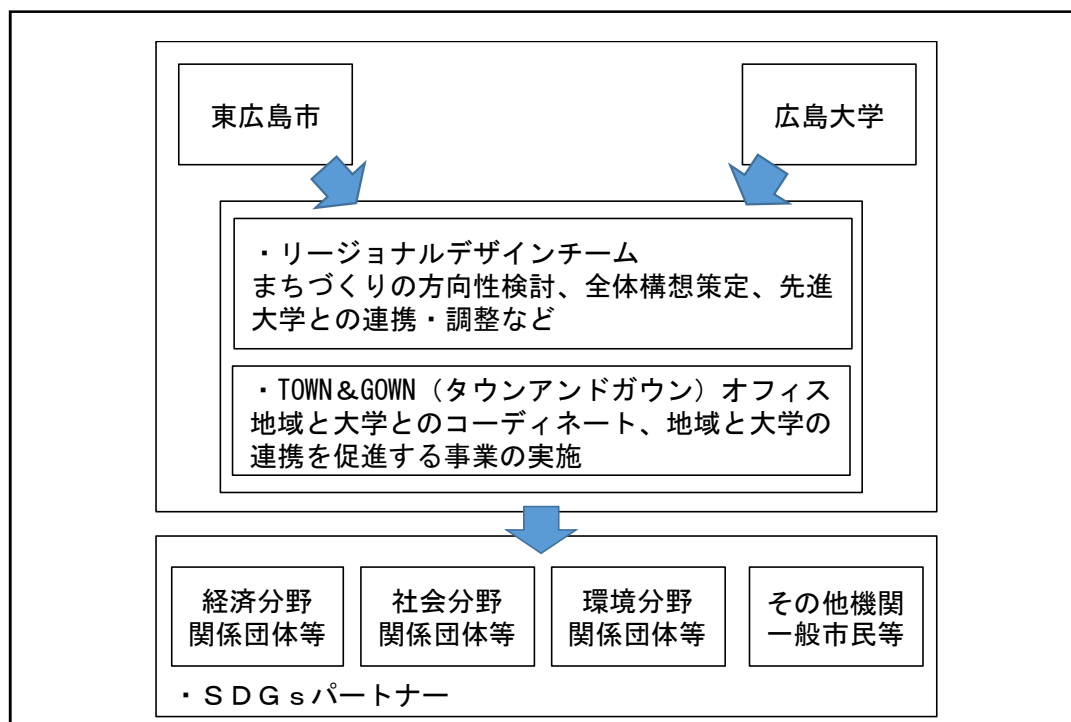 東広島市
広島大学
・リージョナルデザインチーム
まちづくりの方向性検討、全体構想策定、先進
大学との連携・調整など
・TOWN＆GOWN（タウンアンドガウン）オフィス
地域と大学とのコーディネート、地域と大学の
連携を促進する事業の実施
経済分野
関係団体等
社会分野
関係団体等
環境分野
関係団体等
その他機関
一般市民等
・ＳＤＧｓパートナー